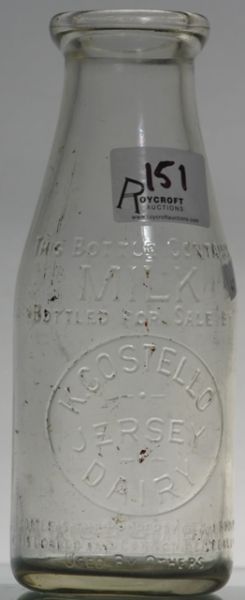 151
ROYCROFT
AUCTIONS
www.roycroftauctions.com
THIS BOTTLE CONTAINS
MILK
BOTTLED FOR SALE BY
K COSTELLO
JERSEY
DAIRY
USED BY OTHERS